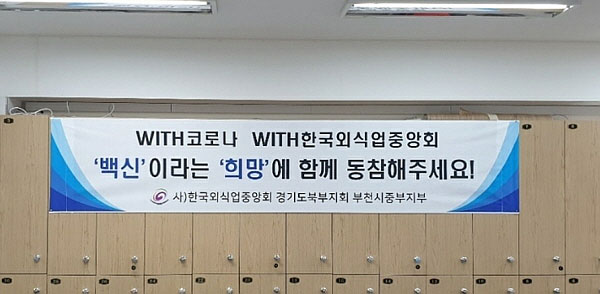 WITH코로나 WITH한국외식업중앙회
‘백신’이라는 ‘희망’에 함께 동참해주세요!
사)한국외식업중앙회 경기도북부지회 부천시중부지부